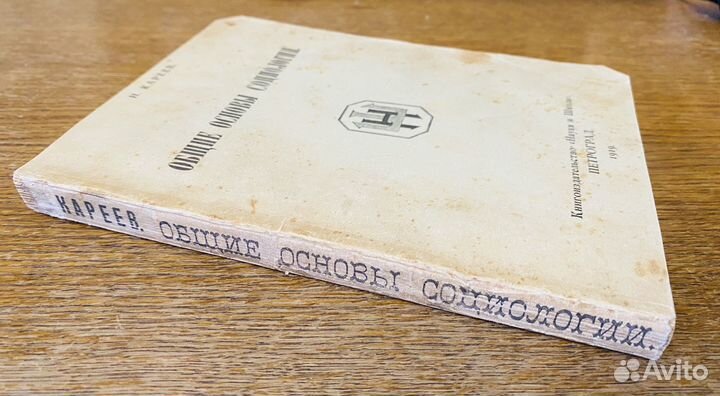 Н. КАРЕЕВ
ОБЩИЕ ОСНОВЫ СОЦИОЛОГИИ
Книгоиздательство «Наука и Школа»
ПЕТРОГРАД.
1919.
КАРЕЕВ. ОБЩИЕ ОСНОВЫ СОЦИОЛОГИИ.
Avito